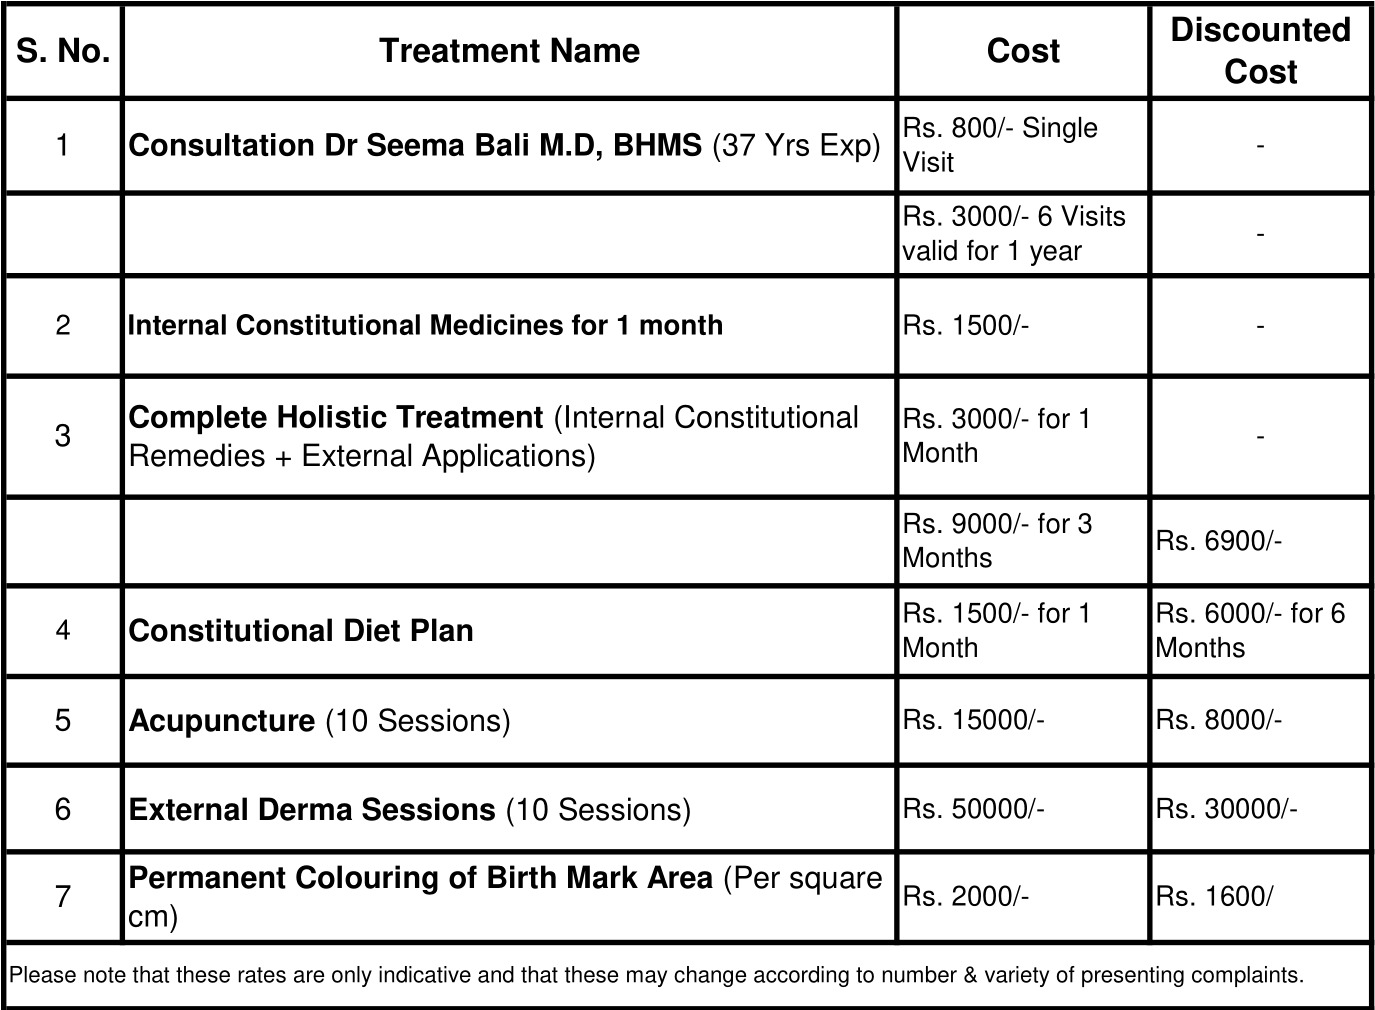 S. No.
Treatment Name
Cost
Discounted
Cost
1
Consultation Dr Seema Bali M.D, BHMS (37 Yrs Exp)
Rs. 800/- Single
Visit
-
Rs. 3000/- 6 Visits
valid for 1 year
-
2
Internal Constitutional Medicines for 1 month
Rs. 1500/-
-
3
Complete Holistic Treatment (Internal Constitutional
Remedies + External Applications)
Rs. 3000/- for 1
Month
-
Rs. 9000/- for 3
Months
Rs. 6900/-
4
Constitutional Diet Plan
Rs. 1500/- for 1
Month
Rs. 6000/- for 6
Months
5
Acupuncture (10 Sessions)
Rs. 15000/-
Rs. 8000/-
6
External Derma Sessions (10 Sessions)
Rs. 50000/-
Rs. 30000/-
7
Permanent Colouring of Birth Mark Area (Per square
cm)
Rs. 2000/-
Rs. 1600/
Please note that these rates are only indicative and that these may change according to number & variety of presenting complaints.